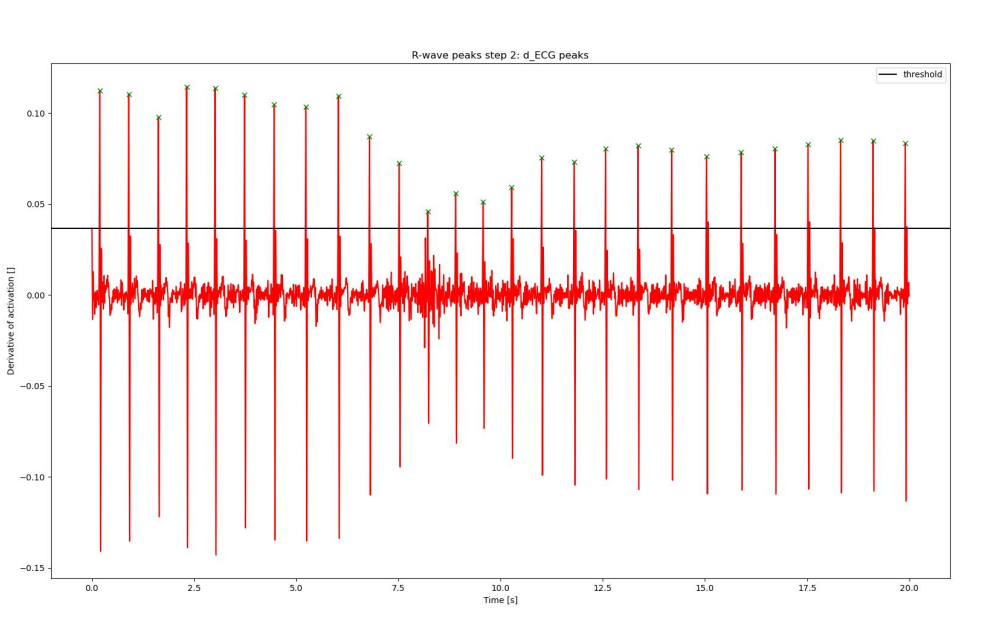 R-wave peaks step 2: d_ECG peaks
threshold
0.10
0.05
0.00
−0.05
−0.10
−0.15
Derivative of activation []
0.0 2.5 5.0 7.5 10.0 12.5 15.0 17.5 20.0
Time [s]